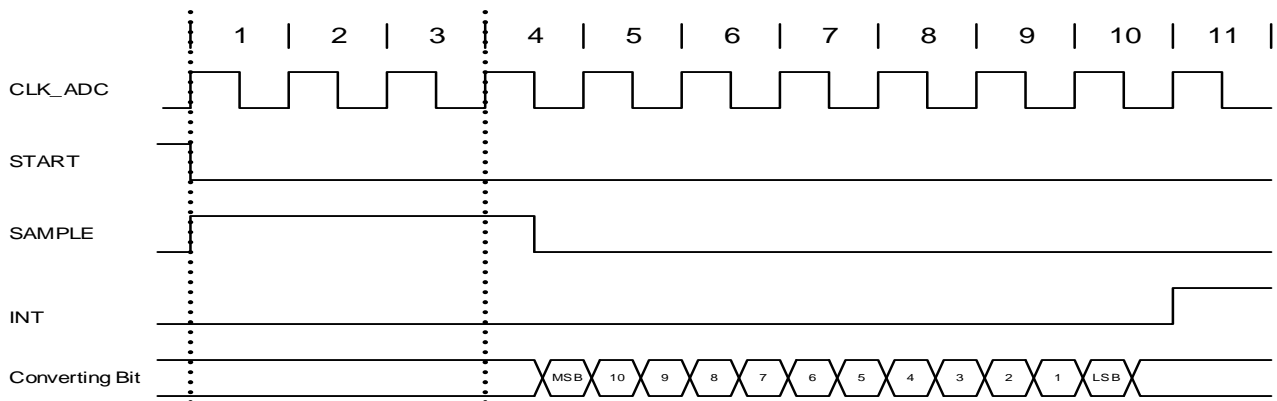 | 1 | 2 | 3 | 4 | 5 | 6 | 7 | 8 | 9 | 10 | 11 |
CLK_ADC
START
SAMPLE
INT
Converting Bit MSB 10 9 8 7 6 5 4 3 2 1 LSB